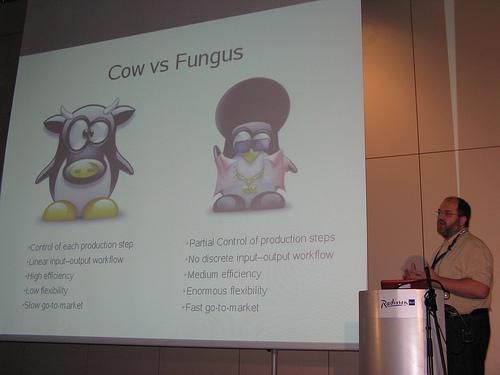 Cow vs Fungus
•Control of each production step
•Linear input-output workflow
•High efficiency
•Low flexibility
•Slow go-to-market
•Partial Control of production steps
•No discrete input-output workflow
•Medium efficiency
•Enormous flexibility
•Fast go-to-market
Radisson